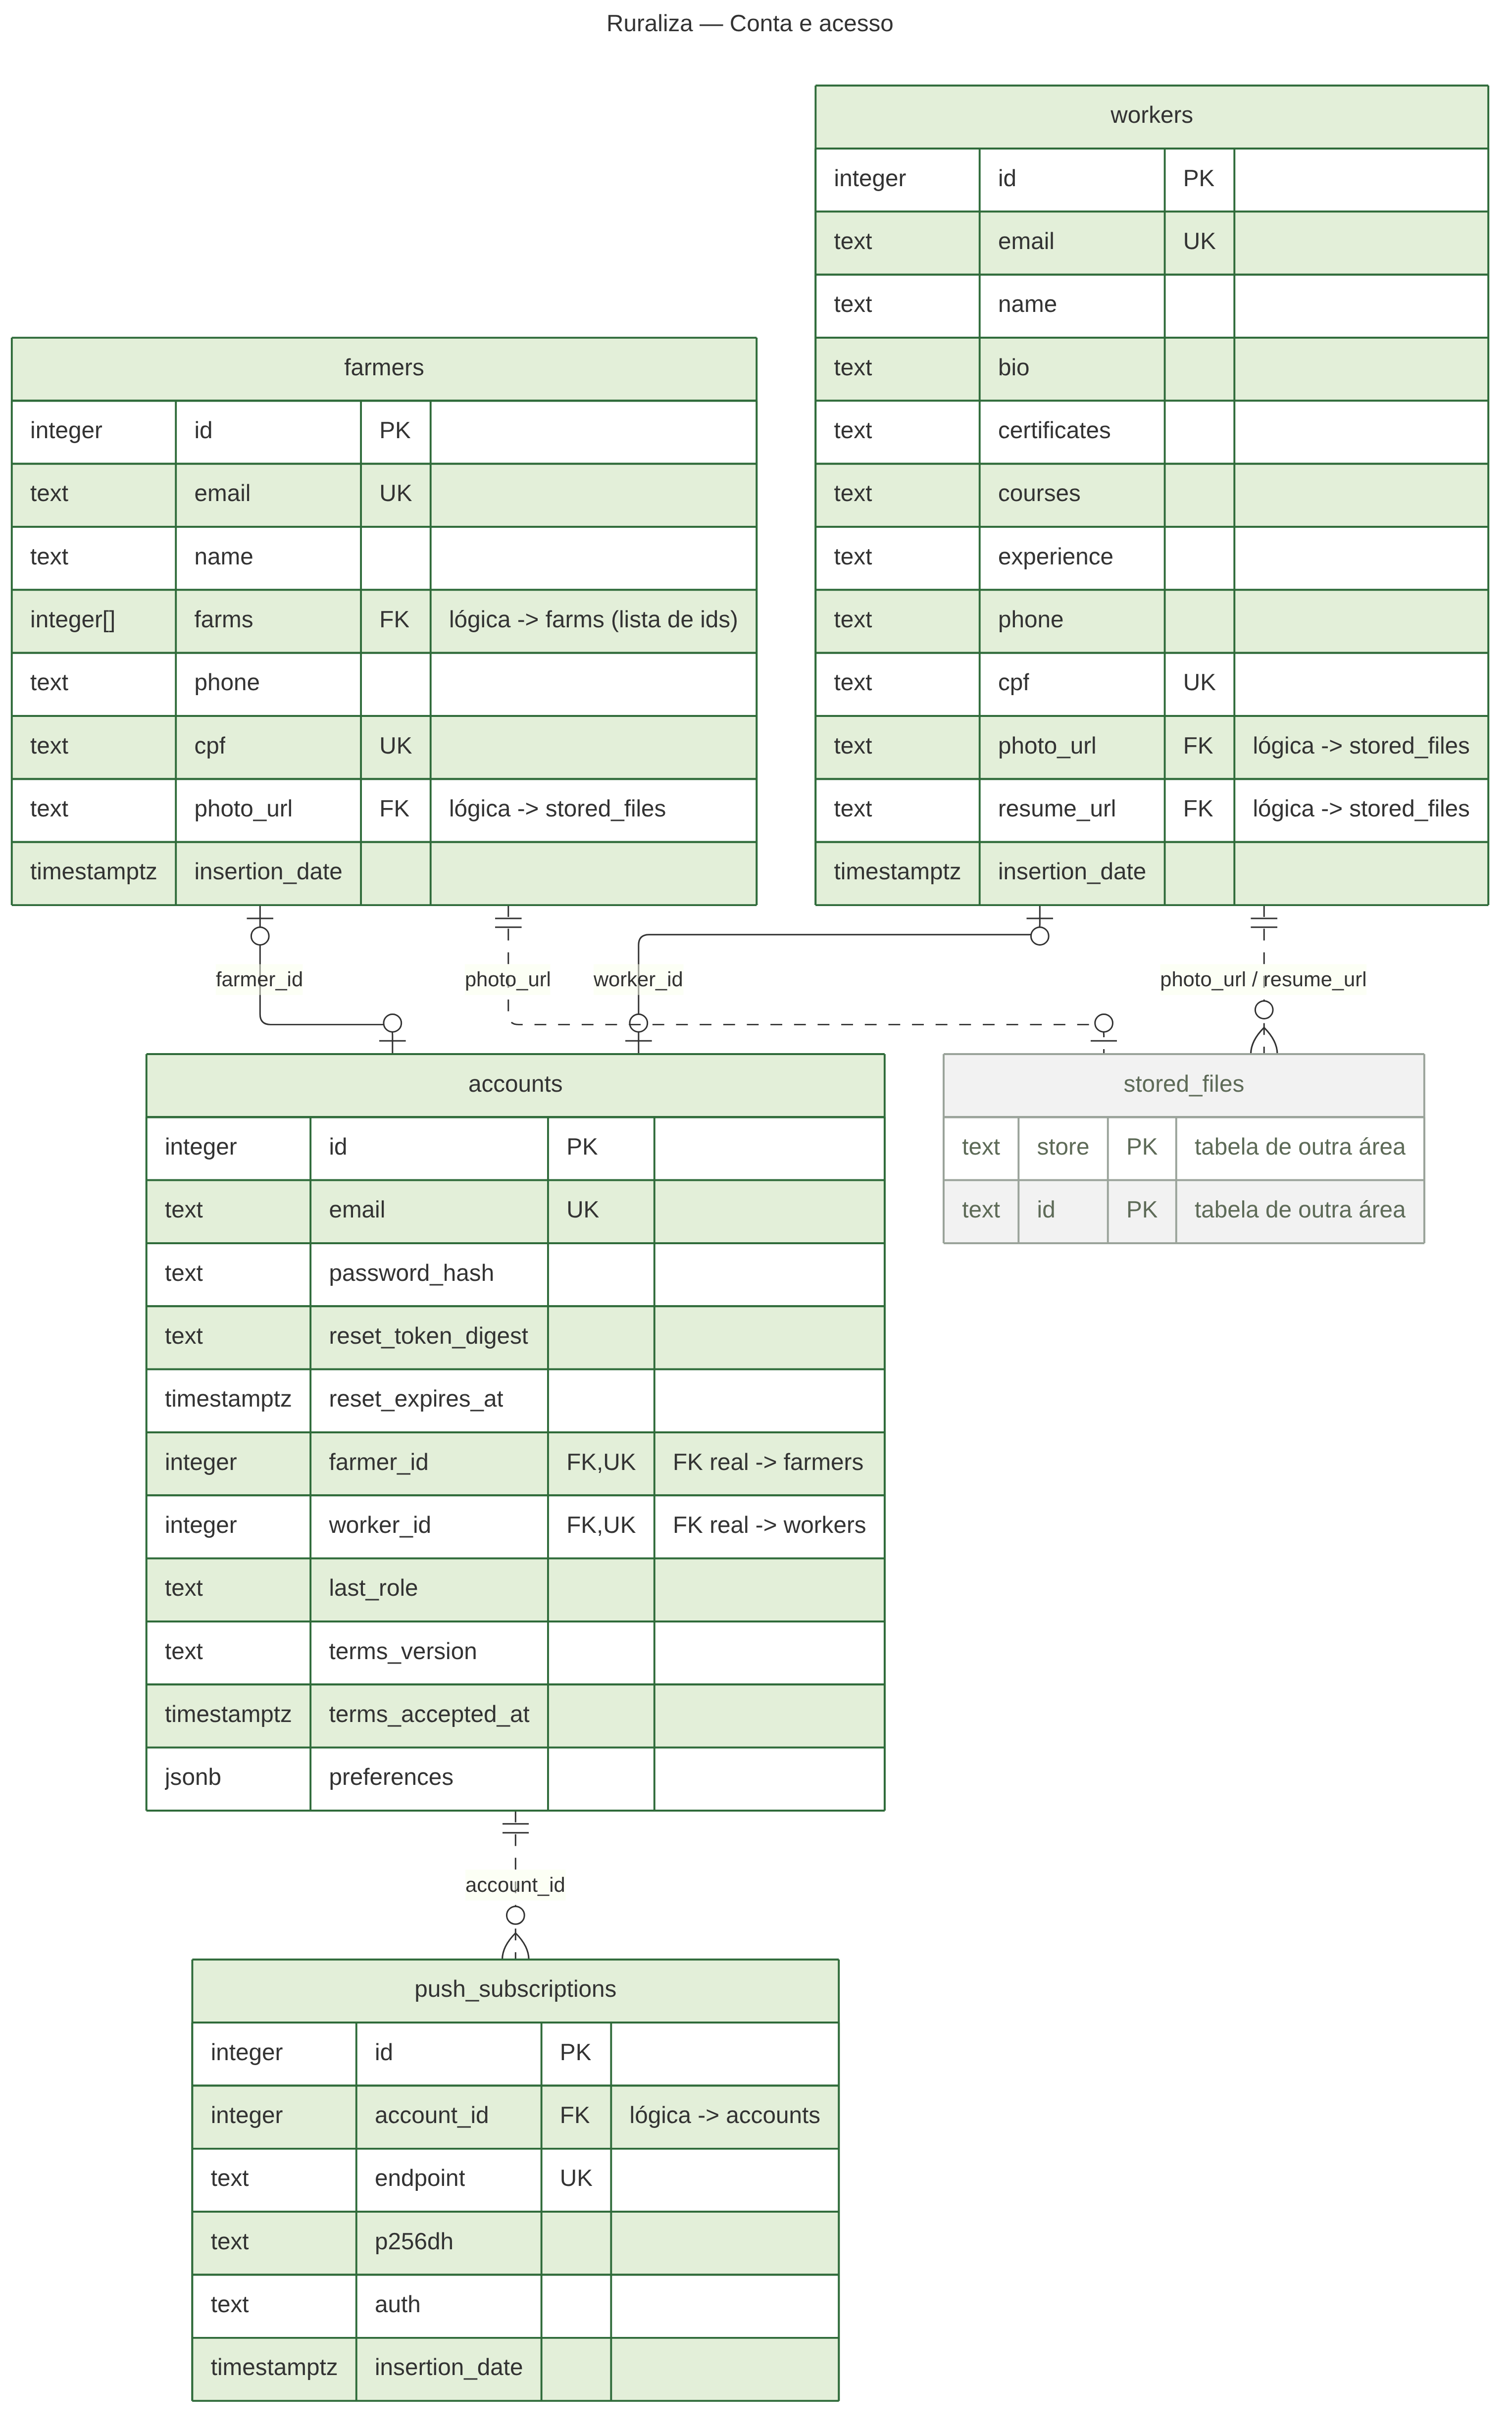 Ruraliza — Conta e acesso
workers
integer id PK
text email UK
text name
text bio
text certificates
text courses
text experience
text phone
text cpf UK
text photo_url FK lógica -> stored_files
text resume_url FK lógica -> stored_files
timestamptz insertion_date
farmers
integer id PK
text email UK
text name
integer[] farms FK lógica -> farms (lista de ids)
text phone
text cpf UK
text photo_url FK lógica -> stored_files
timestamptz insertion_date
farmer_id
photo_url
worker_id
photo_url / resume_url
accounts
integer id PK
text email UK
text password_hash
text reset_token_digest
timestamptz reset_expires_at
integer farmer_id FK,UK FK real -> farmers
integer worker_id FK,UK FK real -> workers
text last_role
text terms_version
timestamptz terms_accepted_at
jsonb preferences
stored_files
text store PK tabela de outra área
text id PK tabela de outra área
account_id
push_subscriptions
integer id PK
integer account_id FK lógica -> accounts
text endpoint UK
text p256dh
text auth
timestamptz insertion_date